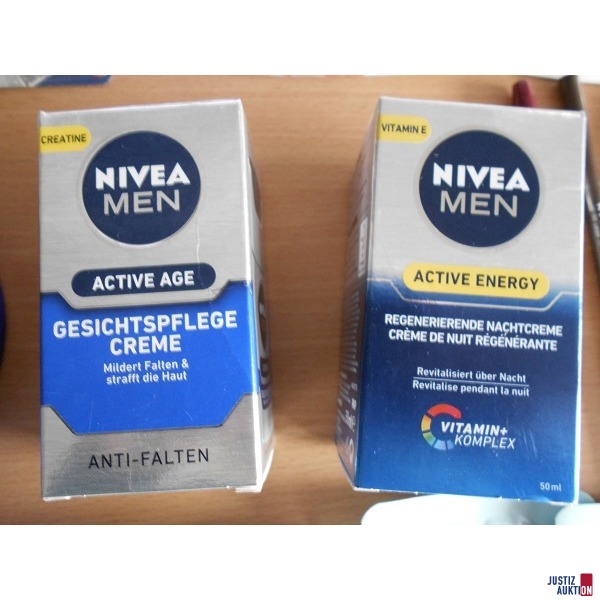 CREATINE
NIVEA
MEN
ACTIVE AGE
GESICHTSPFLEGE
CREME
Mildert Falten &
strafft die Haut
ANTI-FALTEN
VITAMIN E
NIVEA
MEN
ACTIVE ENERGY
REGENERIERENDE NACHTCREME
CRÈME DE NUIT RÉGÉNÉRANTE
Revitalisiert über Nacht
Revitalise pendant la nuit
VITAMIN+
KOMPLEX
50 ml
JUSTIZ
AUKTION